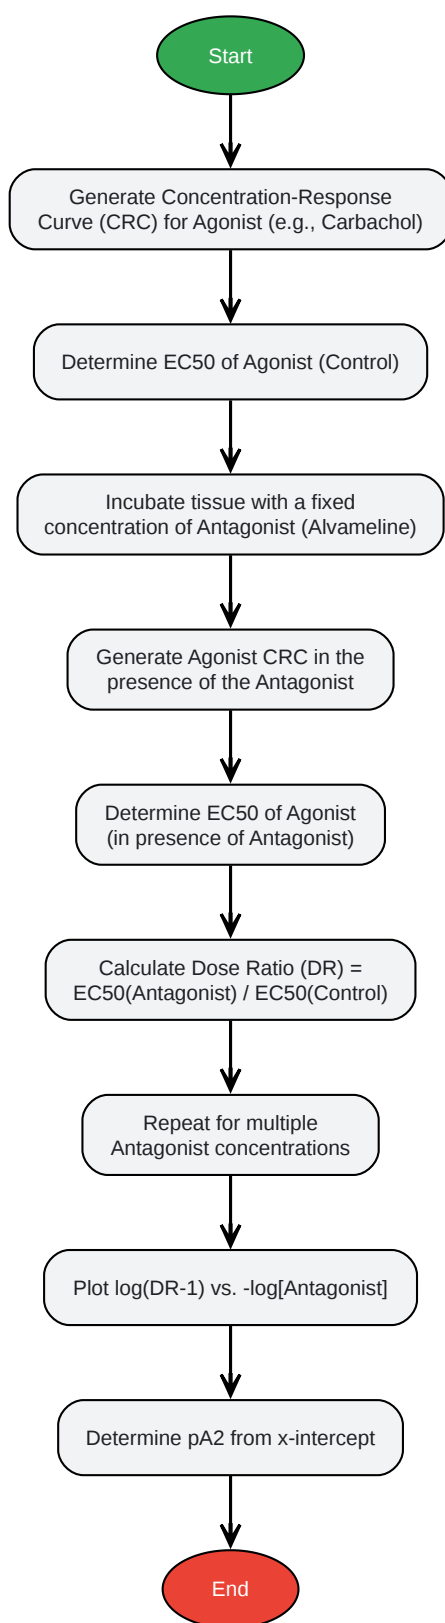 Start
Generate Concentration-Response
Curve (CRC) for Agonist (e.g., Carbachol)
Determine EC50 of Agonist (Control)
Incubate tissue with a fixed
concentration of Antagonist (Alvameline)
Generate Agonist CRC in the
presence of the Antagonist
Determine EC50 of Agonist
(in presence of Antagonist)
Calculate Dose Ratio (DR) =
EC50(Antagonist) / EC50(Control)
Repeat for multiple
Antagonist concentrations
Plot log(DR-1) vs. -log[Antagonist]
Determine pA2 from x-intercept
End